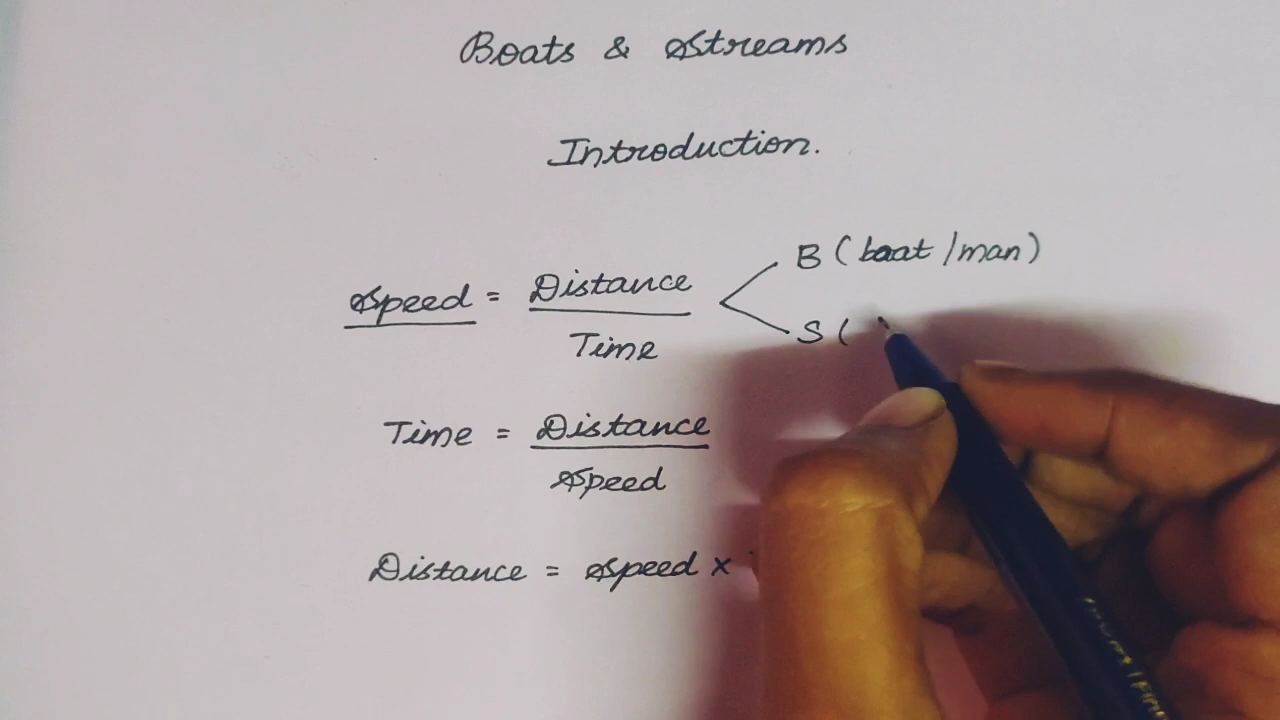 Boats & Streams
Introduction.
Speed = Distance / Time
B (boat /man)
S (
Time = Distance / Speed
Distance = Speed ×